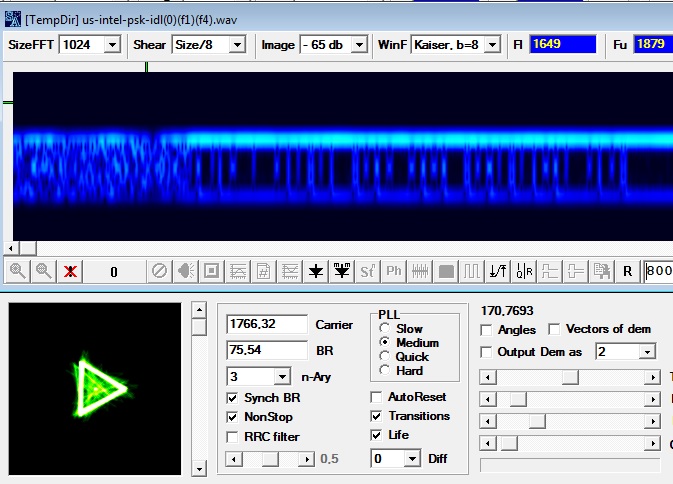 [TempDir] us-intel-psk-idl(0)(f1)(f4).wav
SizeFFT 1024 Shear Size/8 Image - 65 db WinF Kaiser, b=8 Fl 1649 Fu 1879
0 Sf Ph I Q R R 800
1766,32 Carrier
75,54 BR
3 n-Ary
Synch BR
NonStop
RRC filter
0,5
PLL
Slow
Medium
Quick
Hard
AutoReset
Transitions
Life
0 Diff
170,7693
Angles Vectors of dem
Output Dem as 2